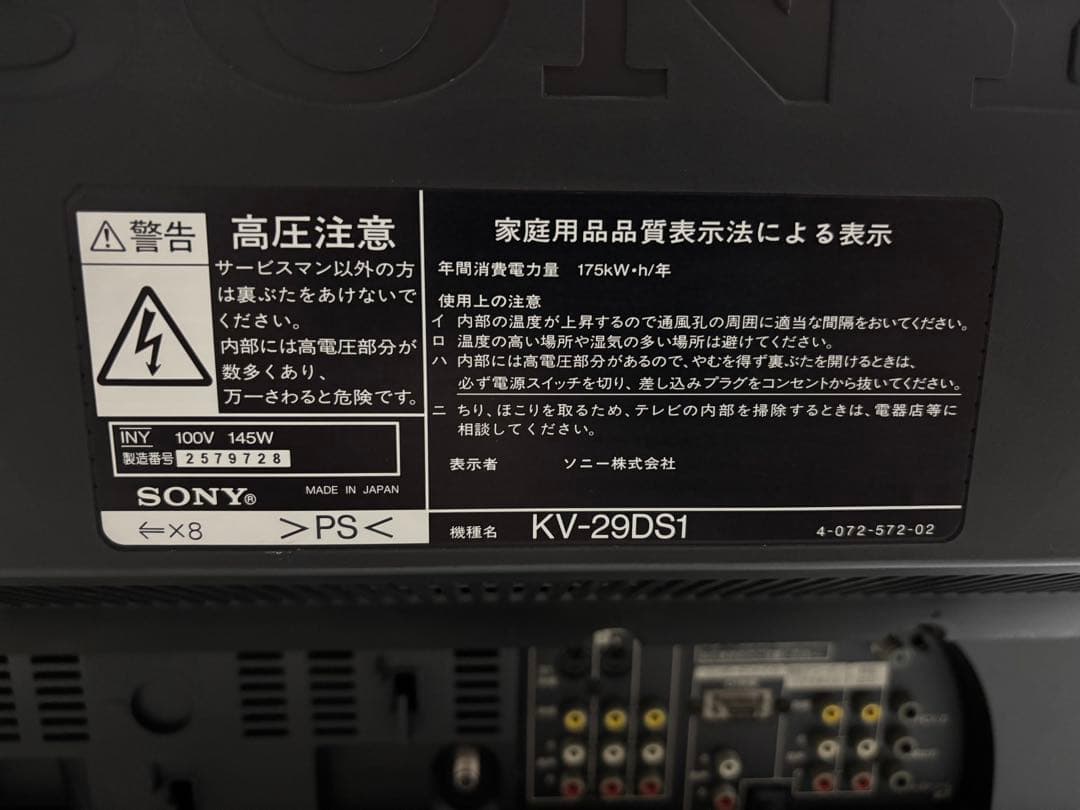 SONY
警告
高圧注意
サービスマン以外の方
は裏ぶたをあけないで
ください。
内部には高電圧部分が
数多くあり、
万一さわると危険です。
INY 100V 145W
製造番号 2579728
SONY® MADE IN JAPAN
⇐×8 >PS<
家庭用品品質表示法による表示
年間消費電力量 175kW·h/年
使用上の注意
イ 内部の温度が上昇するので通風孔の周囲に適当な間隔をおいてください。
ロ 温度の高い場所や湿気の多い場所は避けてください。
ハ 内部には高電圧部分があるので、やむを得ず裏ぶたを開けるときは、
必ず電源スイッチを切り、差し込みプラグをコンセントから抜いてください。
ニ ちり、ほこりを取るため、テレビの内部を掃除するときは、電器店等に
相談してください。
表示者 ソニー株式会社
機種名 KV-29DS1 4-072-572-02